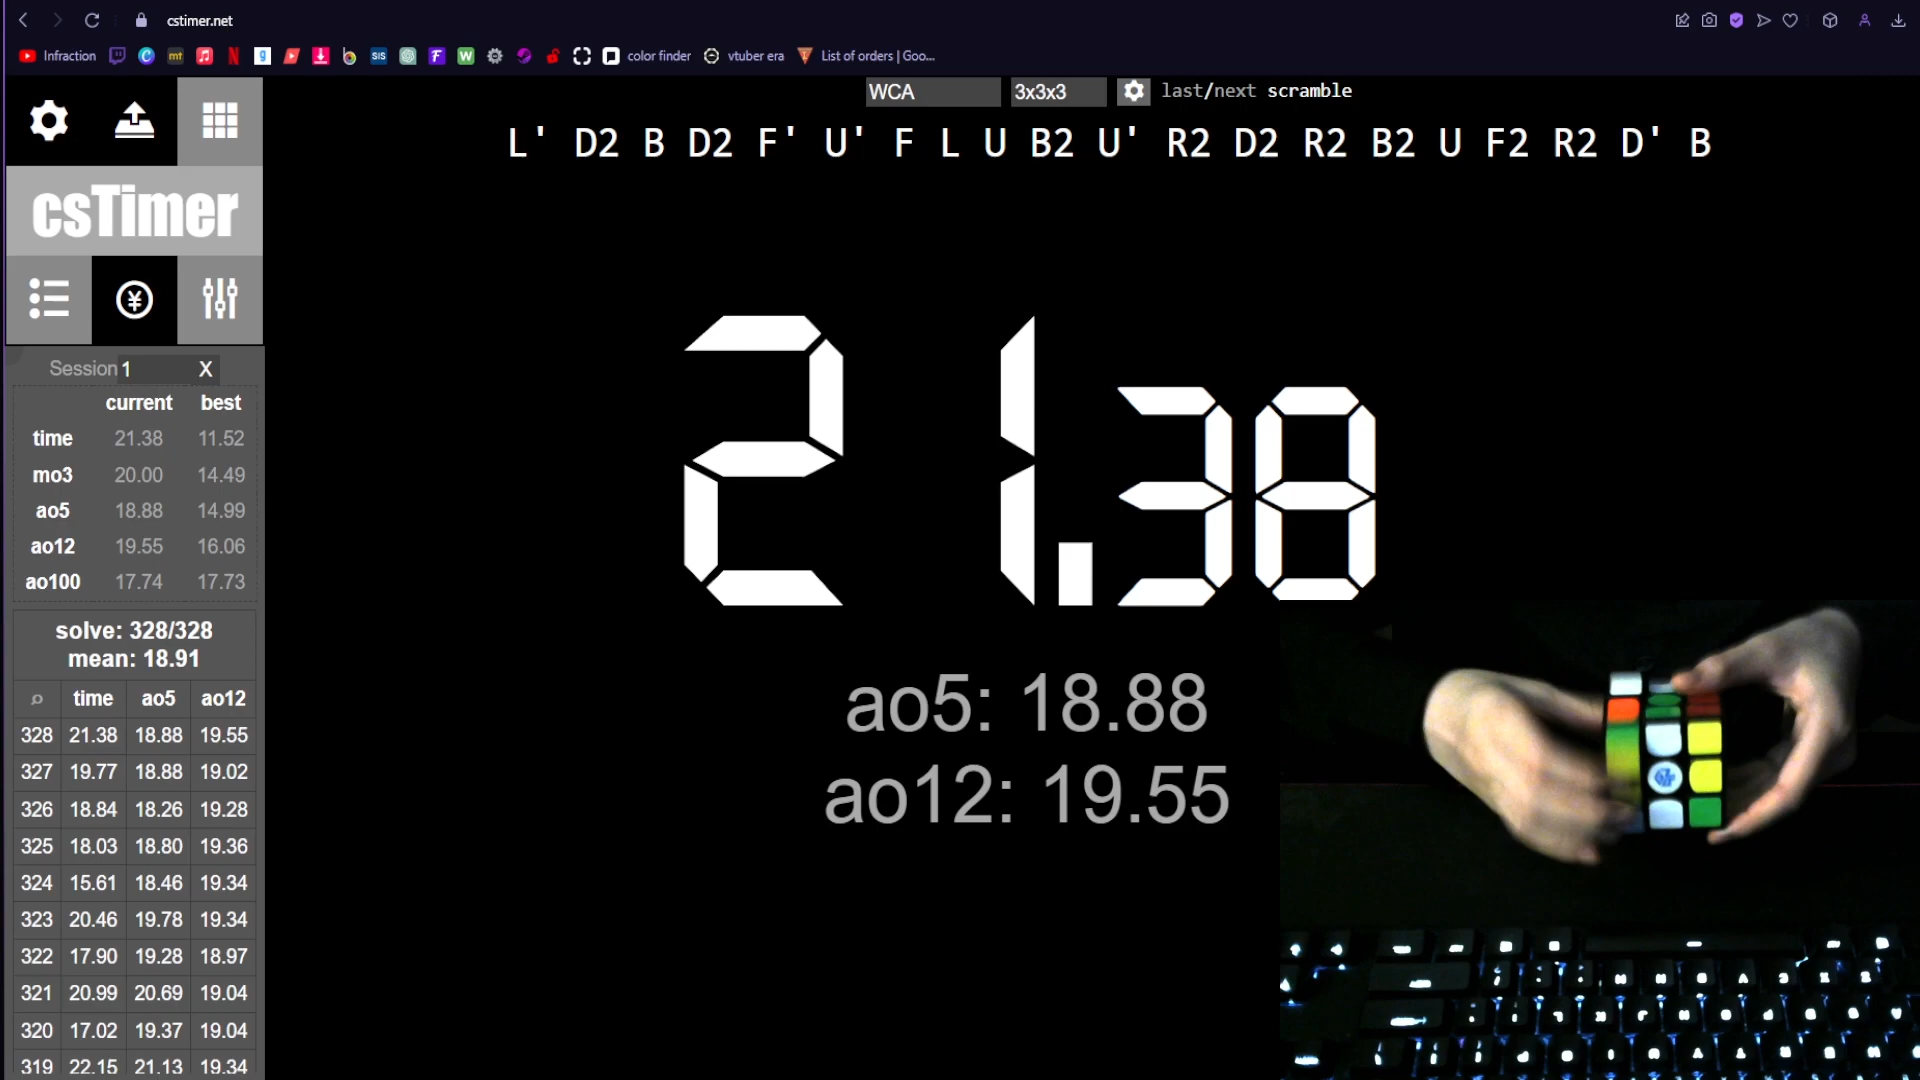 cstimer.net
Infraction
mt
g
SIS
F
W
color finder
vtuber era
List of orders | Goo...
WCA
3x3x3
last/next scramble
L' D2 B D2 F' U' F L U B2 U' R2 D2 R2 B2 U F2 R2 D' B
csTimer
Session 1 X
current best
time 21.38 11.52
mo3 20.00 14.49
ao5 18.88 14.99
ao12 19.55 16.06
ao100 17.74 17.73
solve: 328/328
mean: 18.91
time ao5 ao12
328 21.38 18.88 19.55
327 19.77 18.88 19.02
326 18.84 18.26 19.28
325 18.03 18.80 19.36
324 15.61 18.46 19.34
323 20.46 19.78 19.34
322 17.90 19.28 18.97
321 20.99 20.69 19.04
320 17.02 19.37 19.04
319 22.15 21.13 19.34
21.38
ao5: 18.88
ao12: 19.55